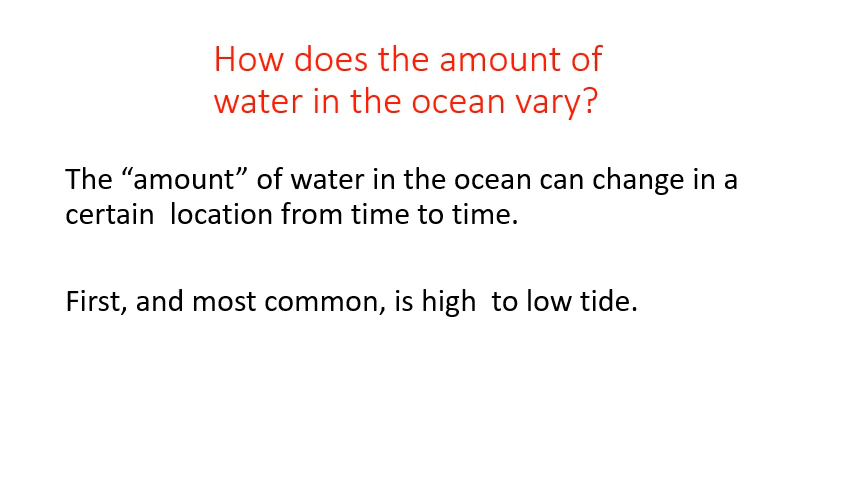 How does the amount of
water in the ocean vary?
The “amount” of water in the ocean can change in a
certain  location from time to time.
First, and most common, is high  to low tide.